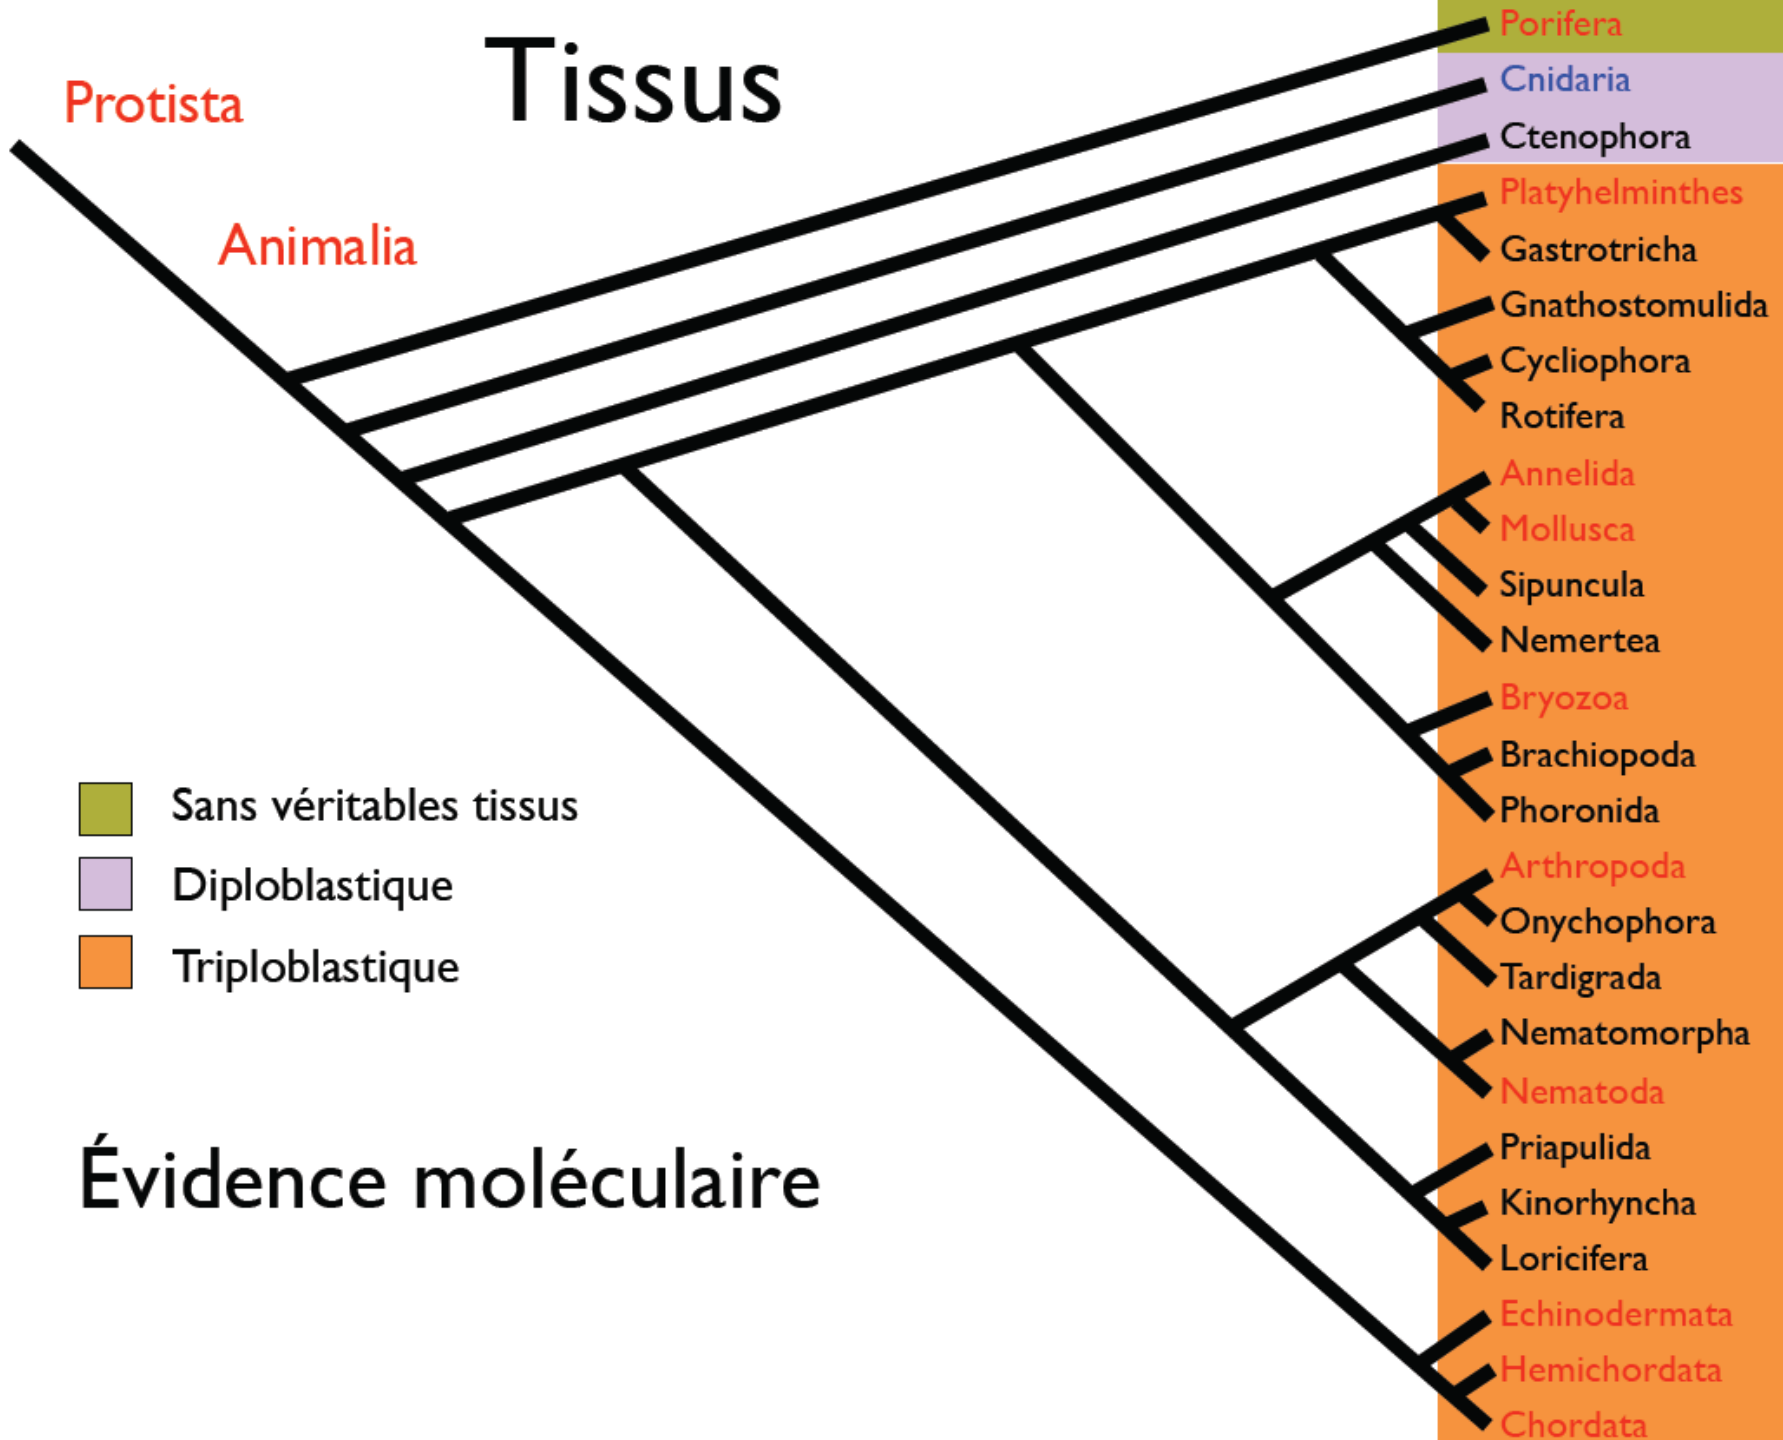 Tissus
Protista
Animalia
Porifera
Cnidaria
Ctenophora
Platyhelminthes
Gastrotricha
Gnathostomulida
Cycliophora
Rotifera
Annelida
Mollusca
Sipuncula
Nemertea
Bryozoa
Brachiopoda
Phoronida
Arthropoda
Onychophora
Tardigrada
Nematomorpha
Nematoda
Priapulida
Kinorhyncha
Loricifera
Echinodermata
Hemichordata
Chordata
Sans véritables tissus
Diploblastique
Triploblastique
Évidence moléculaire